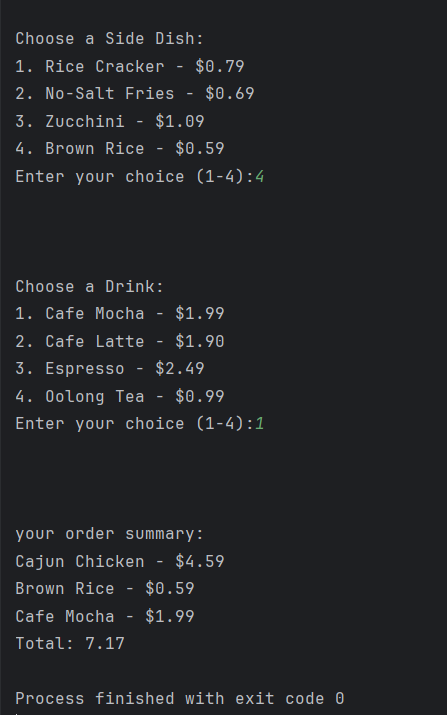 Choose a Side Dish:
1. Rice Cracker - $0.79
2. No-Salt Fries - $0.69
3. Zucchini - $1.09
4. Brown Rice - $0.59
Enter your choice (1-4):4
Choose a Drink:
1. Cafe Mocha - $1.99
2. Cafe Latte - $1.90
3. Espresso - $2.49
4. Oolong Tea - $0.99
Enter your choice (1-4):1
your order summary:
Cajun Chicken - $4.59
Brown Rice - $0.59
Cafe Mocha - $1.99
Total: 7.17
Process finished with exit code 0